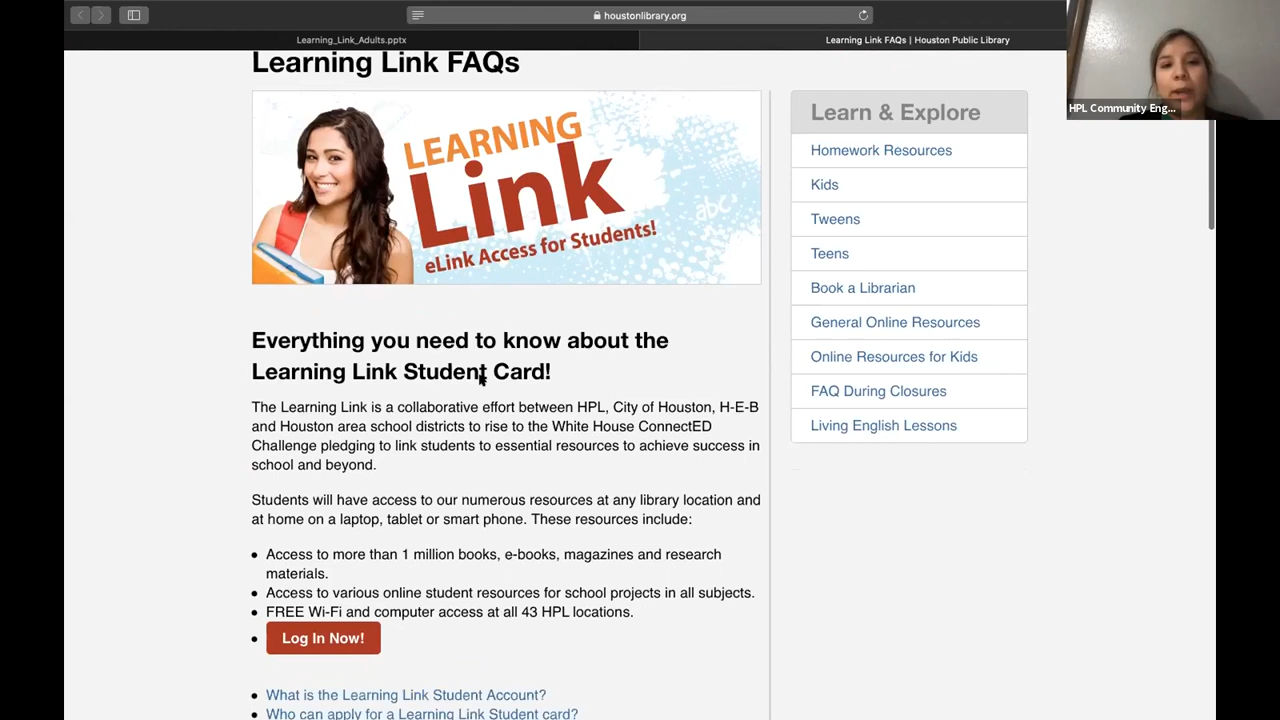 houstonlibrary.org
Learning_Link_Adults.pptx
Learning Link FAQs | Houston Public Library
HPL Community Eng...
Learning Link FAQs
LEARNING
Link
abc
eLink Access for Students!
Everything you need to know about the
Learning Link Student Card!
The Learning Link is a collaborative effort between HPL, City of Houston, H-E-B
and Houston area school districts to rise to the White House ConnectED
Challenge pledging to link students to essential resources to achieve success in
school and beyond.
Students will have access to our numerous resources at any library location and
at home on a laptop, tablet or smart phone. These resources include:
• Access to more than 1 million books, e-books, magazines and research
materials.
• Access to various online student resources for school projects in all subjects.
• FREE Wi-Fi and computer access at all 43 HPL locations.
• Log In Now!
• What is the Learning Link Student Account?
• Who can apply for a Learning Link Student card?
Learn & Explore
Homework Resources
Kids
Tweens
Teens
Book a Librarian
General Online Resources
Online Resources for Kids
FAQ During Closures
Living English Lessons